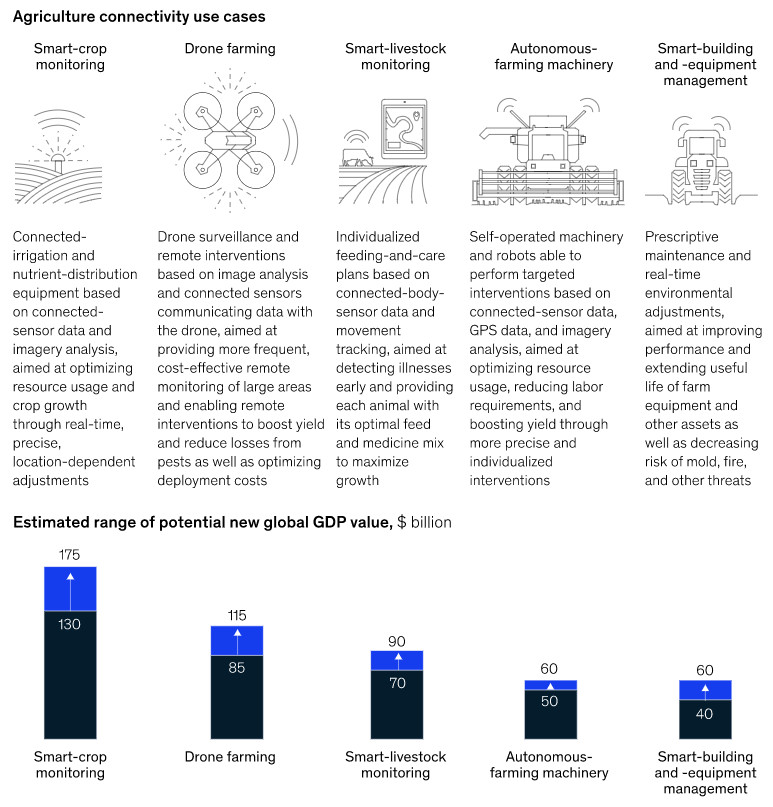 Agriculture connectivity use cases
Smart-crop
monitoring
Drone farming
Smart-livestock
monitoring
Autonomous-
farming machinery
Smart-building
and -equipment
management
Connected-
irrigation and
nutrient-distribution
equipment based
on connected-
sensor data and
imagery analysis,
aimed at optimizing
resource usage and
crop growth
through real-time,
precise,
location-dependent
adjustments
Drone surveillance and
remote interventions
based on image analysis
and connected sensors
communicating data with
the drone, aimed at
providing more frequent,
cost-effective remote
monitoring of large areas
and enabling remote
interventions to boost yield
and reduce losses from
pests as well as optimizing
deployment costs
Individualized
feeding-and-care
plans based on
connected-body-
sensor data and
movement
tracking, aimed at
detecting illnesses
early and providing
each animal with
its optimal feed
and medicine mix
to maximize
growth
Self-operated machinery
and robots able to
perform targeted
interventions based on
connected-sensor data,
GPS data, and imagery
analysis, aimed at
optimizing resource
usage, reducing labor
requirements, and
boosting yield through
more precise and
individualized
interventions
Prescriptive
maintenance and
real-time
environmental
adjustments,
aimed at improving
performance and
extending useful
life of farm
equipment and
other assets as
well as decreasing
risk of mold, fire,
and other threats
Estimated range of potential new global GDP value, $ billion
175
130
Smart-crop
monitoring
115
85
Drone farming
90
70
Smart-livestock
monitoring
60
50
Autonomous-
farming machinery
60
40
Smart-building
and -equipment
management